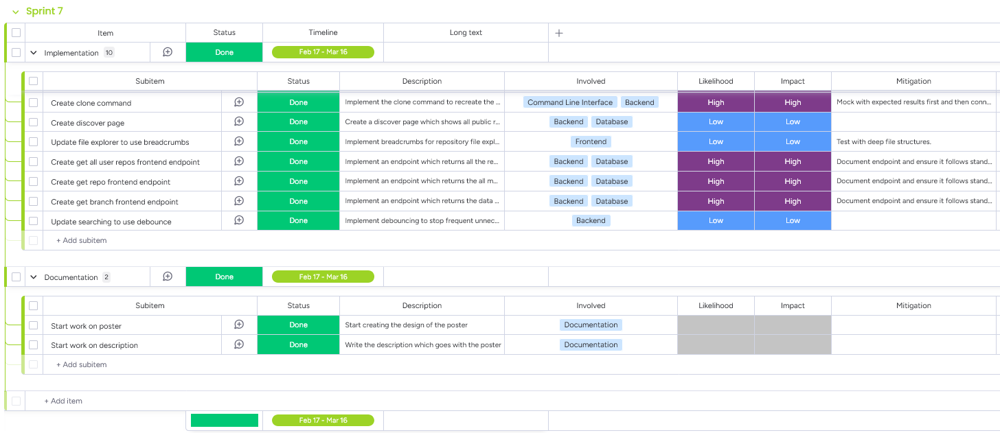 Sprint 7
Item Status Timeline Long text
Implementation 10 Done Feb 17 - Mar 16
Subitem Status Description Involved Likelihood Impact Mitigation
Create clone command Done Implement the clone command to recreate the ... Command Line Interface Backend High High Mock with expected results first and then conn...
Create discover page Done Create a discover page which shows all public r... Backend Database Low Low
Update file explorer to use breadcrumbs Done Implement breadcrumbs for repository file expl... Frontend Low Low Test with deep file structures.
Create get all user repos frontend endpoint Done Implement an endpoint which returns all the re... Backend Database High High Document endpoint and ensure it follows stand...
Create get repo frontend endpoint Done Implement an endpoint which returns the all m... Backend Database High High Document endpoint and ensure it follows stand...
Create get branch frontend endpoint Done Implement an endpoint which returns the data ... Backend Database High High Document endpoint and ensure it follows stand...
Update searching to use debounce Done Implement debouncing to stop frequent unnec... Backend Low Low
+ Add subitem
Documentation 2 Done Feb 17 - Mar 16
Subitem Status Description Involved Likelihood Impact Mitigation
Start work on poster Done Start creating the design of the poster Documentation
Start work on description Done Write the description which goes with the poster Documentation
+ Add subitem
+ Add item
Feb 17 - Mar 16